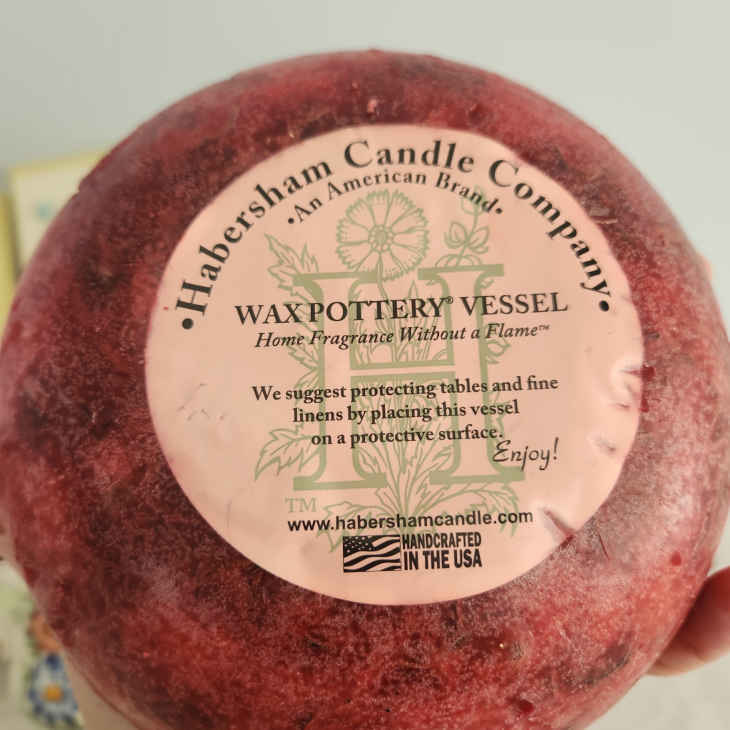 •Habersham Candle Company•
•An American Brand•
WAX POTTERY® VESSEL
Home Fragrance Without a Flame™
We suggest protecting tables and fine
linens by placing this vessel
on a protective surface.
Enjoy!
H
TM
www.habershamcandle.com
HANDCRAFTED
IN THE USA